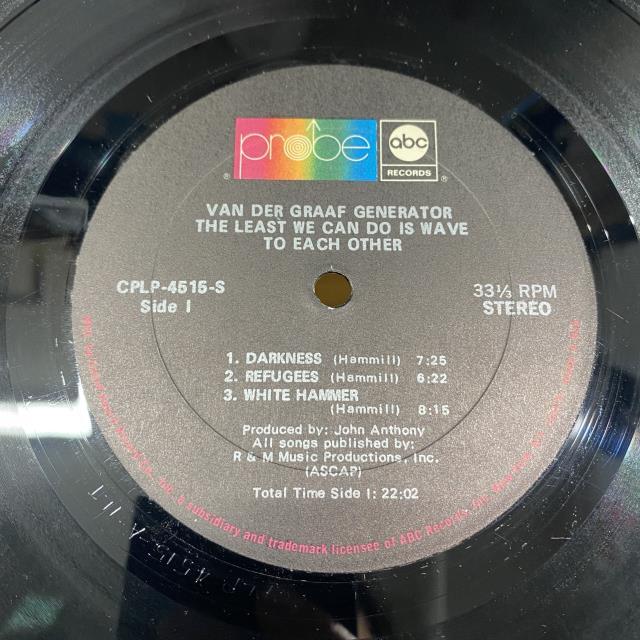 probe
abc
RECORDS
VAN DER GRAAF GENERATOR
THE LEAST WE CAN DO IS WAVE
TO EACH OTHER
CPLP-4515-S
Side I
33⅓ RPM
STEREO
1. DARKNESS (Hammill) 7:25
2. REFUGEES (Hammill) 6:22
3. WHITE HAMMER
(Hammill) 8:15
Produced by: John Anthony
All songs published by:
R & M Music Productions, Inc.
(ASCAP)
Total Time Side I: 22:02
a subsidiary and trademark licensee of ABC Records